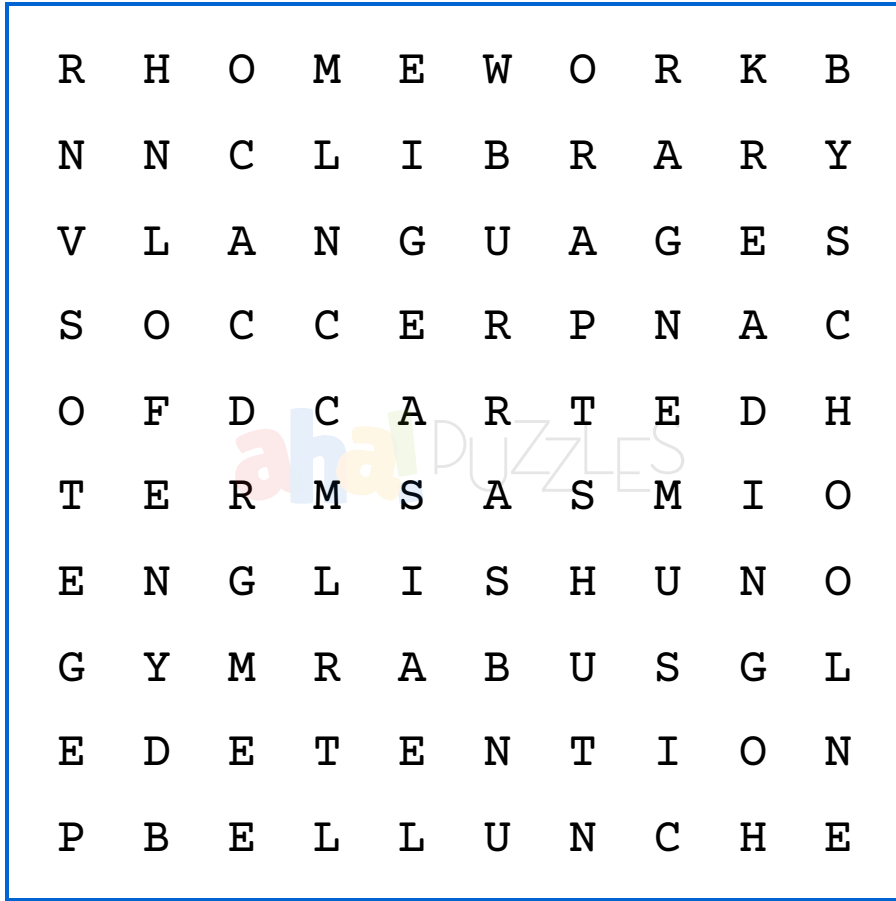 R H O M E W O R K B
N N C L I B R A R Y
V L A N G U A G E S
S O C C E R P N A C
O F D C A R T E D H
aha! PUZZLES
T E R M S A S M I O
E N G L I S H U N O
G Y M R A B U S G L
E D E T E N T I O N
P B E L L U N C H E